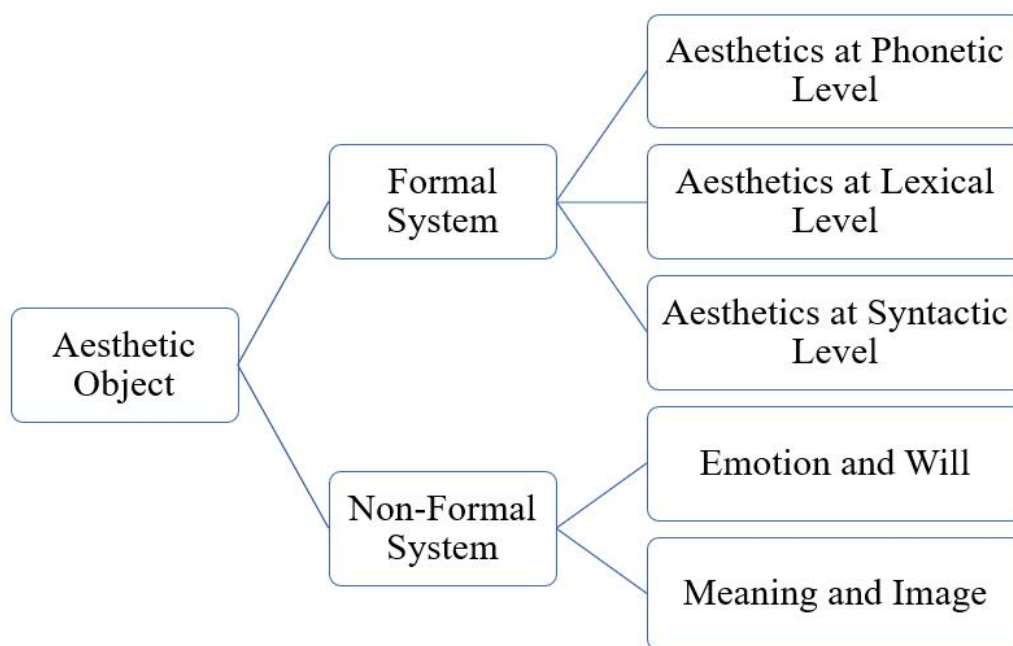 Aesthetic
Object
Formal
System
Non-Formal
System
Aesthetics at Phonetic
Level
Aesthetics at Lexical
Level
Aesthetics at Syntactic
Level
Emotion and Will
Meaning and Image